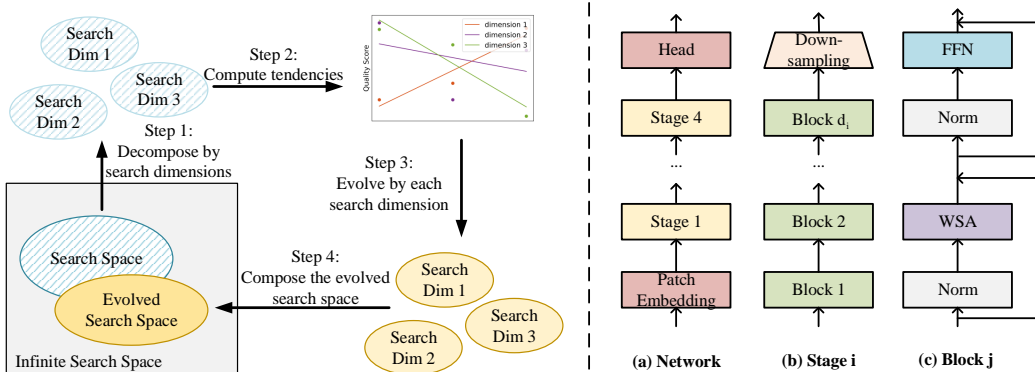 Search
Dim 1
Search
Dim 2
Search
Dim 3
Step 1:
Decompose by
search dimensions
Step 2:
Compute tendencies
Quality Score
dimension 1
dimension 2
dimension 3
Step 3:
Evolve by each
search dimension
Search
Dim 1
Search
Dim 2
Search
Dim 3
Step 4:
Compose the evolved
search space
Search Space
Evolved
Search Space
Infinite Search Space
Head
Stage 4
...
Stage 1
Patch
Embedding
(a) Network
Down-
sampling
Block di
...
Block 2
Block 1
(b) Stage i
FFN
Norm
WSA
Norm
(c) Block j